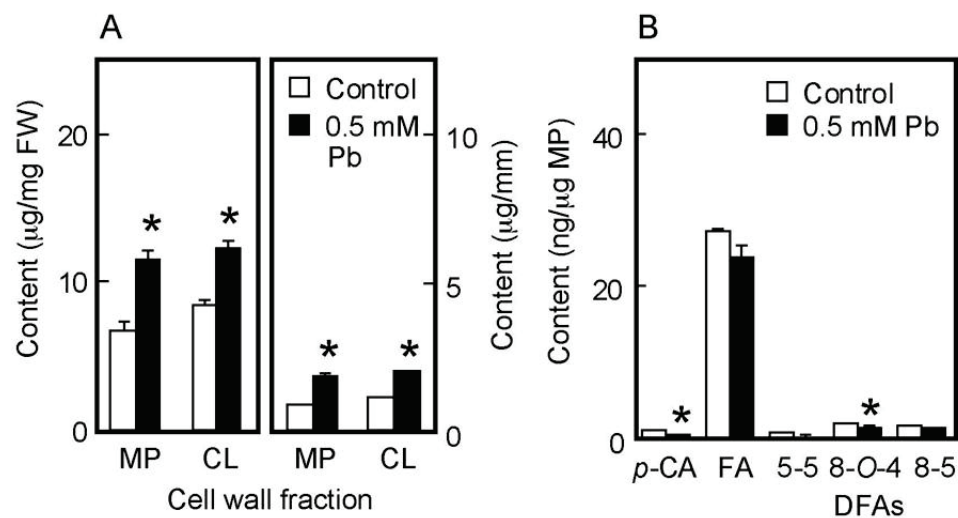 A
Content (µg/mg FW)
20
10
0
*
*
MP
CL
Control
0.5 mM
Pb
*
*
MP
CL
10
5
0
Content (µg/mm)
Cell wall fraction
B
Content (ng/µg MP)
40
20
0
Control
0.5 mM Pb
*
*
p-CA
FA
5-5
8-O-4
8-5
DFAs